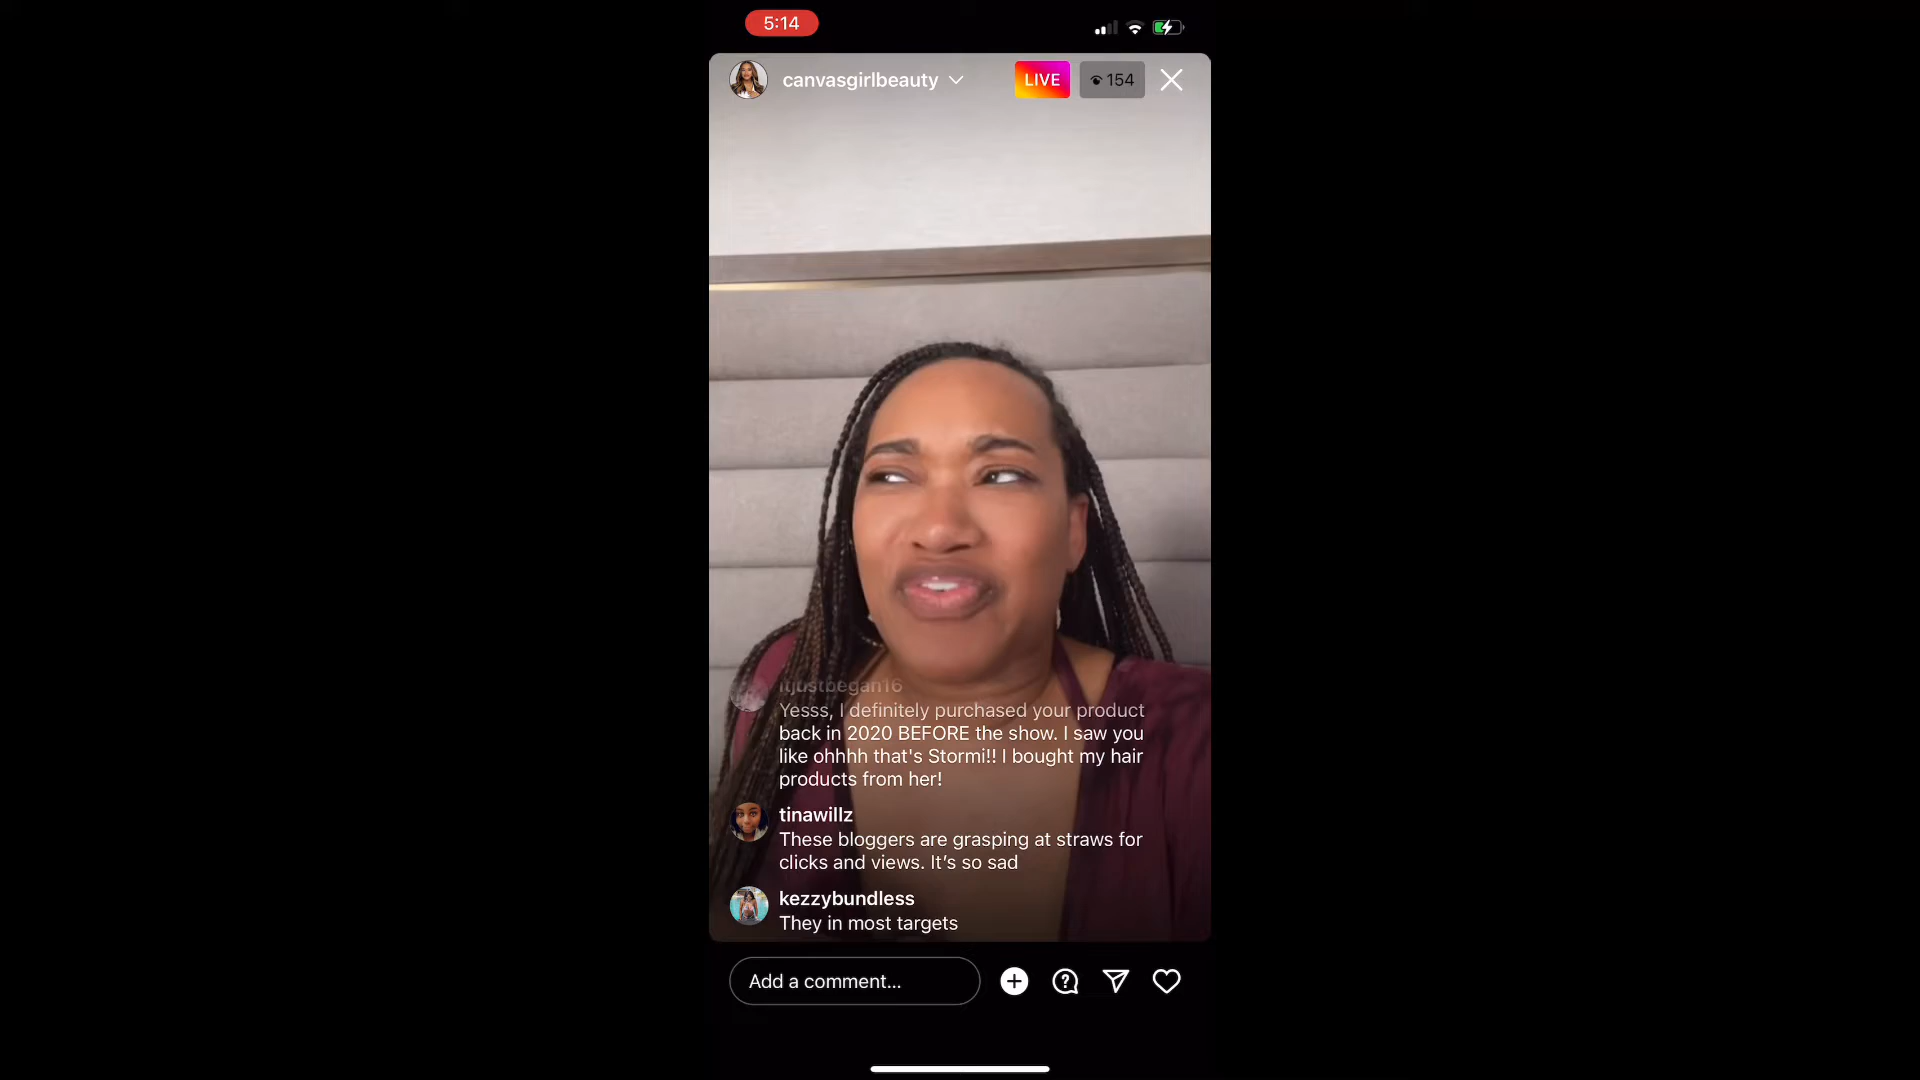 5:14
canvasgirlbeauty
LIVE
154
itjustbegan16
Yesss, I definitely purchased your product
back in 2020 BEFORE the show. I saw you
like ohhhh that's Stormi!! I bought my hair
products from her!
tinawillz
These bloggers are grasping at straws for
clicks and views. It’s so sad
kezzybundless
They in most targets
Add a comment...